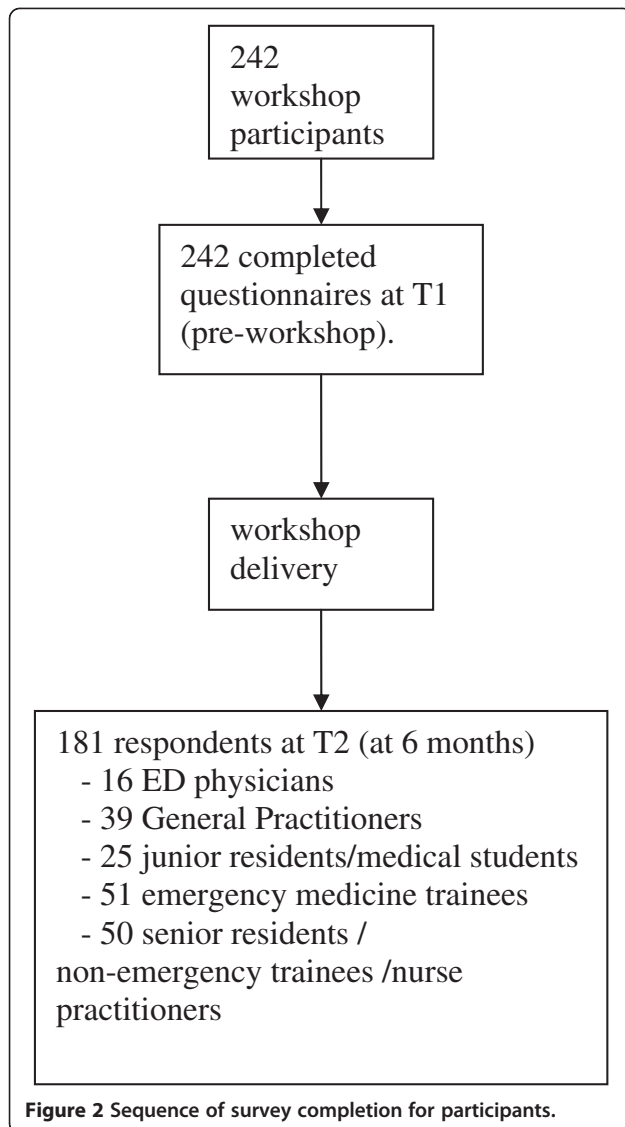 242
workshop
participants
242 completed
questionnaires at T1
(pre-workshop).
workshop
delivery
181 respondents at T2 (at 6 months)
- 16 ED physicians
- 39 General Practitioners
- 25 junior residents/medical students
- 51 emergency medicine trainees
- 50 senior residents /
non-emergency trainees /nurse
practitioners
Figure 2 Sequence of survey completion for participants.